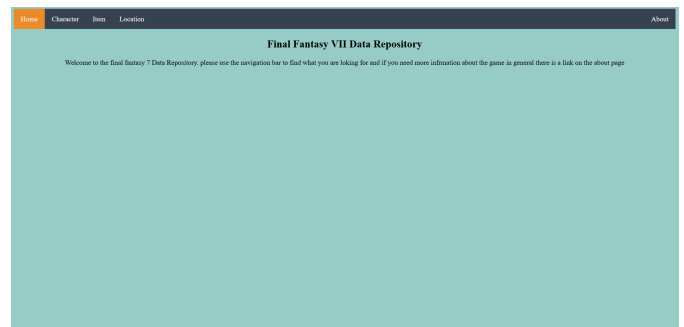 Home Character Item Location About
Final Fantasy VII Data Repository
Welcome to the final fantasy 7 Data Repository. please use the navigation bar to find what you are loking for and if you need more infrmation about the game in general there is a link on the about page